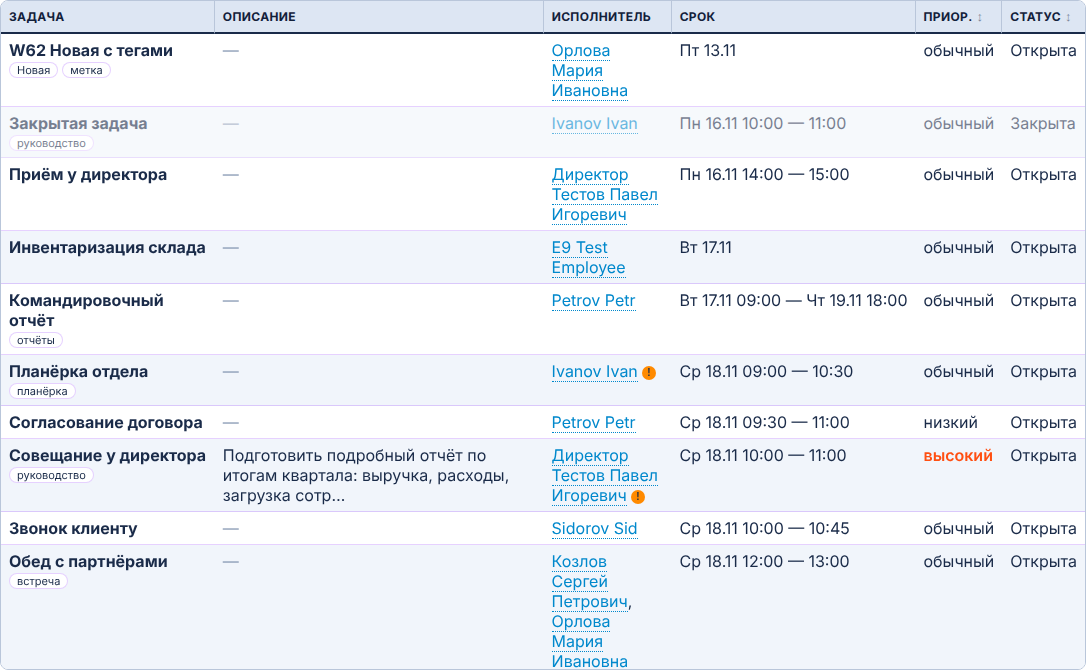 ЗАДАЧА ОПИСАНИЕ ИСПОЛНИТЕЛЬ СРОК ПРИОР. ↕ СТАТУС ↕
W62 Новая с тегами — Орлова Пт 13.11 обычный Открыта
Новая метка Мария
Ивановна
Закрытая задача — Ivanov Ivan Пн 16.11 10:00 — 11:00 обычный Закрыта
руководство
Приём у директора — Директор Пн 16.11 14:00 — 15:00 обычный Открыта
Тестов Павел
Игоревич
Инвентаризация склада — E9 Test Вт 17.11 обычный Открыта
Employee
Командировочный — Petrov Petr Вт 17.11 09:00 — Чт 19.11 18:00 обычный Открыта
отчёт
отчёты
Планёрка отдела — Ivanov Ivan ! Ср 18.11 09:00 — 10:30 обычный Открыта
планёрка
Согласование договора — Petrov Petr Ср 18.11 09:30 — 11:00 низкий Открыта
Совещание у директора Подготовить подробный отчёт по Директор Ср 18.11 10:00 — 11:00 высокий Открыта
руководство итогам квартала: выручка, расходы, Тестов Павел
загрузка сотр... Игоревич !
Звонок клиенту — Sidorov Sid Ср 18.11 10:00 — 10:45 обычный Открыта
Обед с партнёрами — Козлов Ср 18.11 12:00 — 13:00 обычный Открыта
встреча Сергей
Петрович,
Орлова
Мария
Ивановна